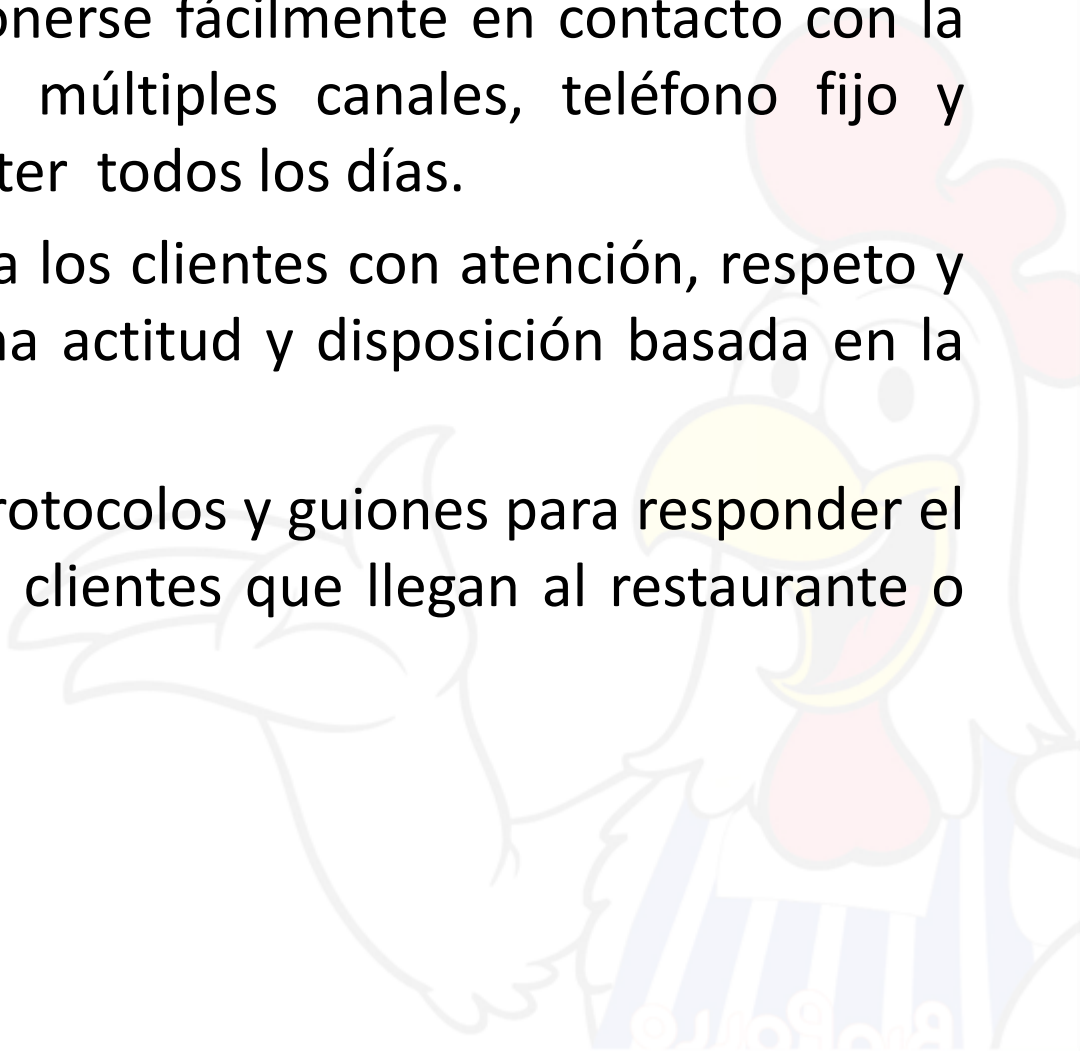 onerse fácilmente en contacto con la
múltiples canales, teléfono fijo y
ter todos los días.
a los clientes con atención, respeto y
na actitud y disposición basada en la
rotocolos y guiones para responder el
clientes que llegan al restaurante o